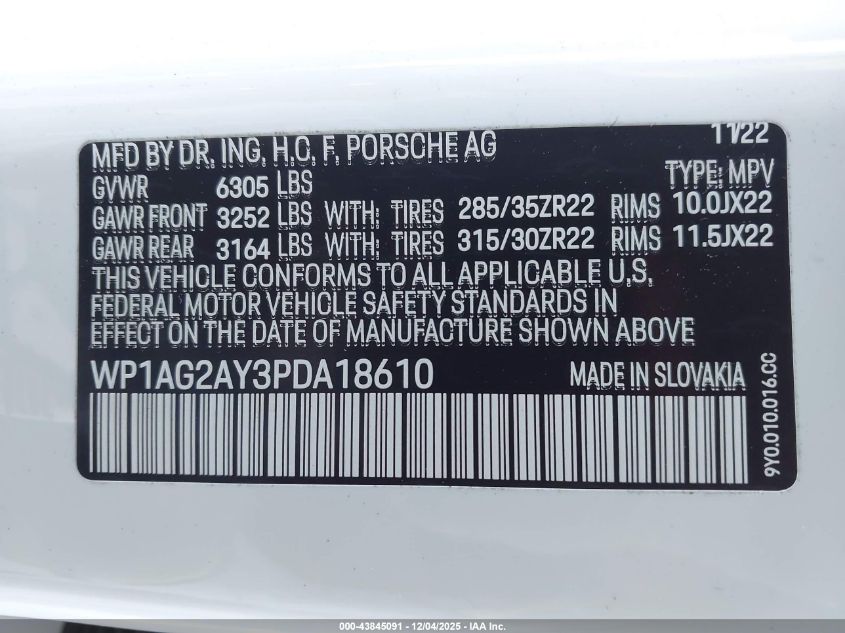 MFD BY DR. ING. H.C. F. PORSCHE AG 11/22
GVWR 6305 LBS TYPE: MPV
GAWR FRONT 3252 LBS WITH: TIRES 285/35ZR22 RIMS 10.0JX22
GAWR REAR 3164 LBS WITH: TIRES 315/30ZR22 RIMS 11.5JX22
THIS VEHICLE CONFORMS TO ALL APPLICABLE U.S.
FEDERAL MOTOR VEHICLE SAFETY STANDARDS IN
EFFECT ON THE DATE OF MANUFACTURE SHOWN ABOVE
WP1AG2AY3PDA18610 MADE IN SLOVAKIA
9Y0.010.016.CC
000-43845091 - 12/04/2025 - IAA Inc.